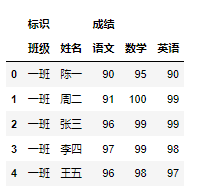 标识 成绩
班级 姓名 语文 数学 英语
0 一班 陈一 90 95 90
1 一班 周二 91 100 99
2 一班 张三 96 99 99
3 一班 李四 97 99 98
4 一班 王五 96 98 97